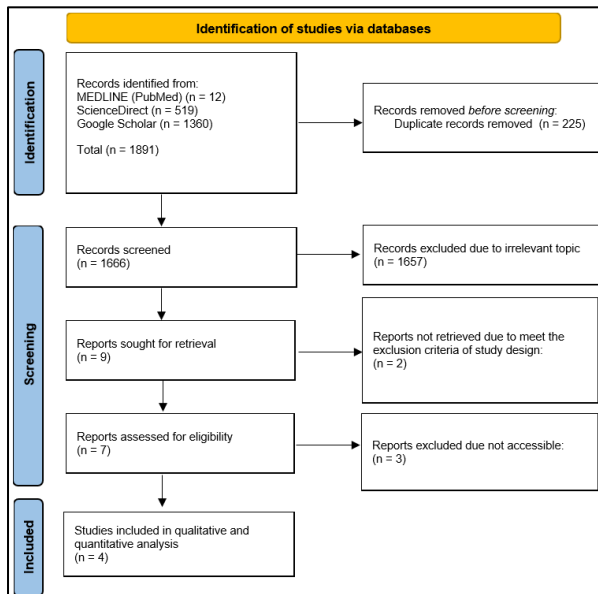 Identification of studies via databases
Identification
Records identified from:
MEDLINE (PubMed) (n = 12)
ScienceDirect (n = 519)
Google Scholar (n = 1360)
Total (n = 1891)
Records removed before screening:
Duplicate records removed (n = 225)
Screening
Records screened
(n = 1666)
Records excluded due to irrelevant topic
(n = 1657)
Reports sought for retrieval
(n = 9)
Reports not retrieved due to meet the
exclusion criteria of study design:
(n = 2)
Reports assessed for eligibility
(n = 7)
Reports excluded due not accessible:
(n = 3)
Included
Studies included in qualitative and
quantitative analysis
(n = 4)